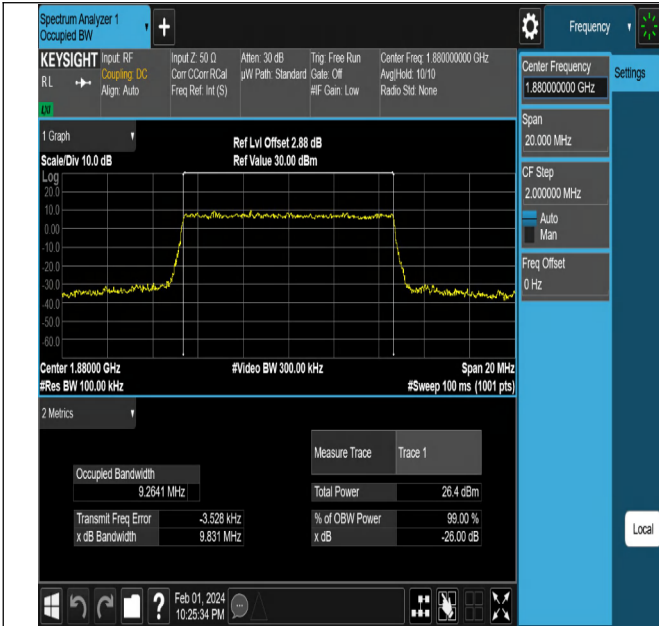 Spectrum Analyzer 1
Occupied BW
Frequency
KEYSIGHT
RL
LXI
Input: RF
Coupling: DC
Align: Auto
Input Z: 50 Ω
Corr CCorr RCal
Freq Ref: Int (S)
Atten: 30 dB
µW Path: Standard
Trig: Free Run
Gate: Off
#IF Gain: Low
Center Freq: 1.880000000 GHz
Avg|Hold: 10/10
Radio Std: None
Center Frequency
1.880000000 GHz
Settings
Span
20.000 MHz
CF Step
2.000000 MHz
Auto
Man
Freq Offset
0 Hz
1 Graph
Scale/Div 10.0 dB
Ref Lvl Offset 2.88 dB
Ref Value 30.00 dBm
Log
20.0
10.0
0.00
-10.0
-20.0
-30.0
-40.0
-50.0
-60.0
Center 1.88000 GHz
#Video BW 300.00 kHz
Span 20 MHz
#Res BW 100.00 kHz
#Sweep 100 ms (1001 pts)
2 Metrics
Measure Trace
Trace 1
Occupied Bandwidth
9.2641 MHz
Total Power
26.4 dBm
Transmit Freq Error
-3.528 kHz
% of OBW Power
99.00 %
x dB Bandwidth
9.831 MHz
x dB
-26.00 dB
Local
?
Feb 01, 2024
10:25:34 PM